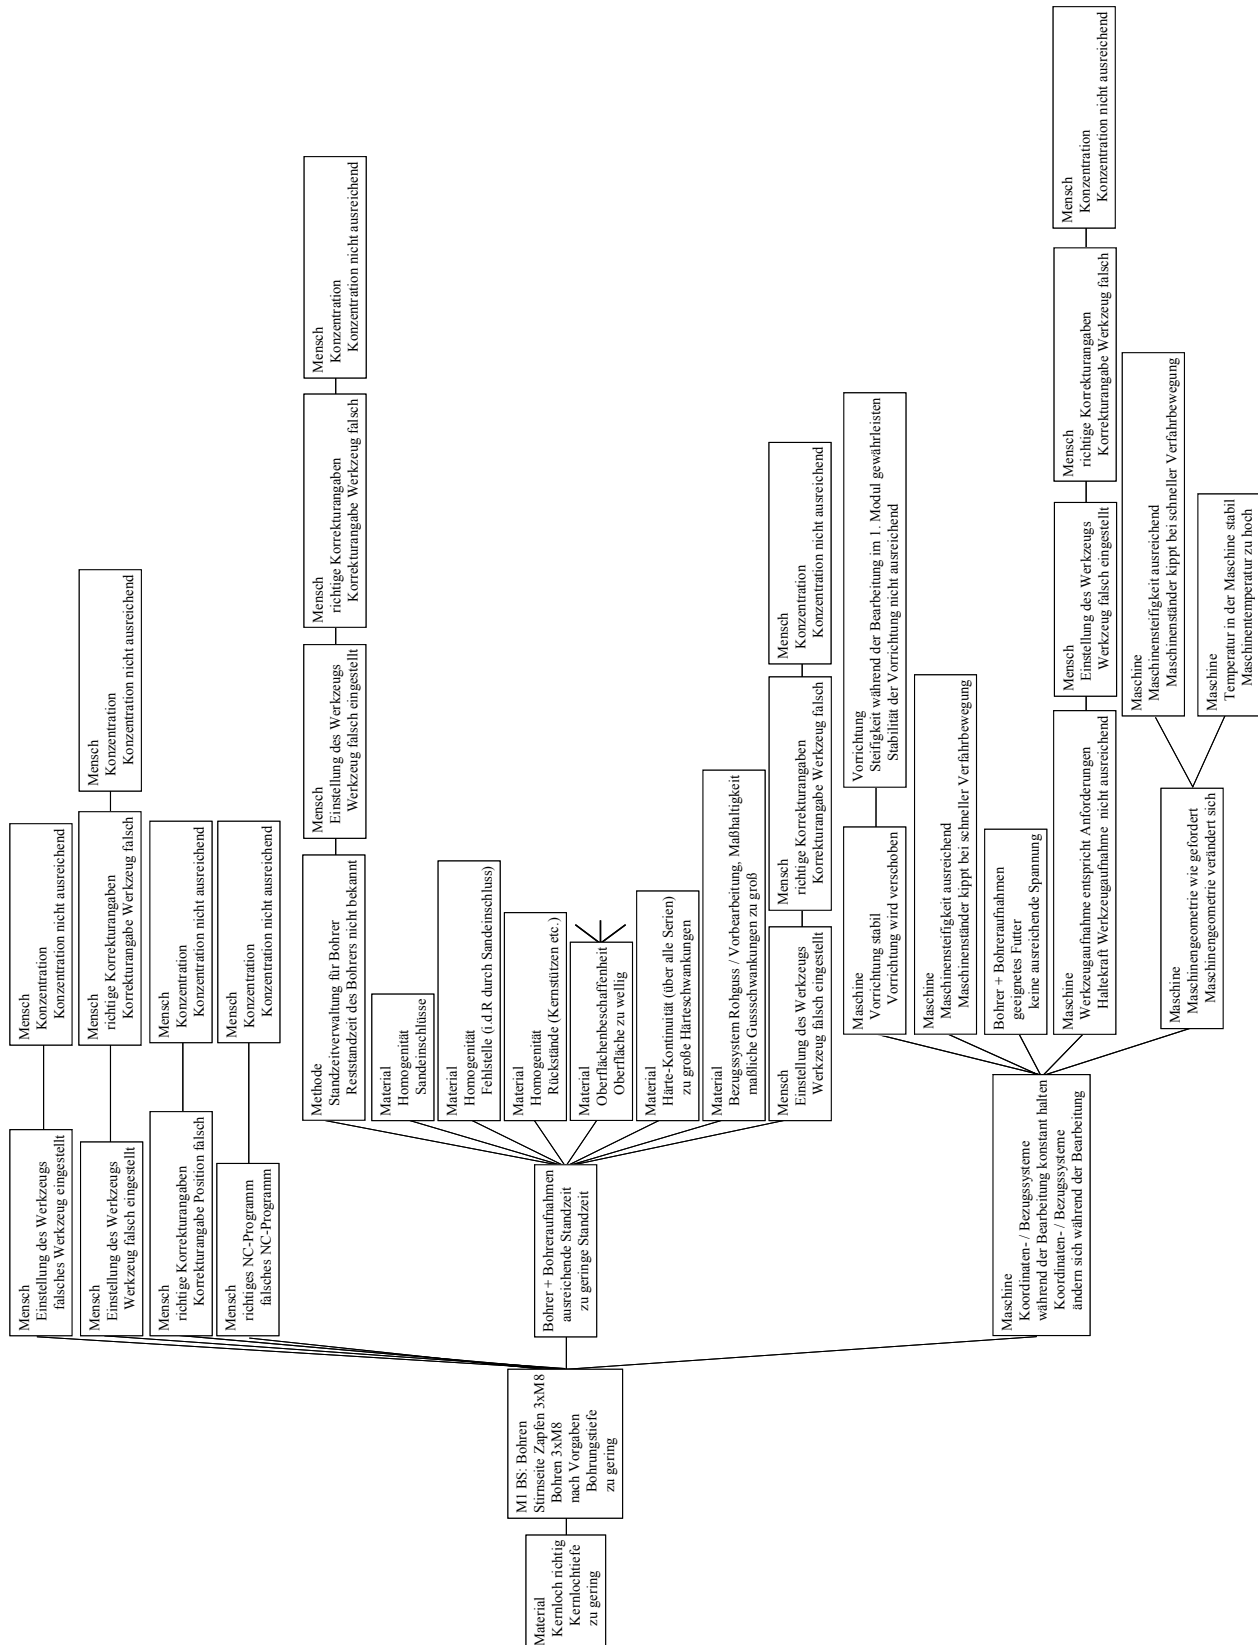 Material
Kernloch richtig
Kernlochtiefe
zu gering
M1 BS: Bohren
Stirnseite Zapfen 3xM8
Bohren 3xM8
nach Vorgaben
Bohrungstiefe
zu gering
Mensch
Einstellung des Werkzeugs
falsches Werkzeug eingestellt
Mensch
Konzentration
Konzentration nicht ausreichend
Mensch
Einstellung des Werkzeugs
Werkzeug falsch eingestellt
Mensch
richtige Korrekturangaben
Korrekurangabe Werkzeug falsch
Mensch
Konzentration
Konzentration nicht ausreichend
Mensch
richtige Korrekturangaben
Korrekturangabe Position falsch
Mensch
Konzentration
Konzentration nicht ausreichend
Mensch
richtiges NC-Programm
falsches NC-Programm
Mensch
Konzentration
Konzentration nicht ausreichend
Bohrer + Bohreraufnahmen
ausreichende Standzeit
zu geringe Standzeit
Methode
Standzeitverwaltung für Bohrer
Reststandzeit des Bohrers nicht bekannt
Mensch
Einstellung des Werkzeugs
Werkzeug falsch eingestellt
Mensch
richtige Korrekturangaben
Korrekturangabe Werkzeug falsch
Mensch
Konzentration
Konzentration nicht ausreichend
Material
Homogenität
Sandeinschlüsse
Material
Homogenität
Fehlstelle (i.d.R durch Sandeinschluss)
Material
Homogenität
Rückstände (Kernstützen etc.)
Material
Oberflächenbeschaffenheit
Oberfläche zu wellig
Material
Härte-Kontinuität (über alle Serien)
zu große Härteschwankungen
Material
Bezugssystem Rohguss / Vorbearbeitung, Maßhaltigkeit
maßliche Gussschwankungen zu groß
Mensch
Einstellung des Werkzeugs
Werkzeug falsch eingestellt
Mensch
richtige Korrekturangaben
Korrekturangabe Werkzeug falsch
Mensch
Konzentration
Konzentration nicht ausreichend
Maschine
Koordinaten- / Bezugssysteme
während der Bearbeitung konstant halten
Koordinaten- / Bezugssysteme
ändern sich während der Bearbeitung
Maschine
Vorrichtung stabil
Vorrichtung wird verschoben
Vorrichtung
Steifigkeit während der Bearbeitung im 1. Modul gewährleisten
Stabilität der Vorrichtung nicht ausreichend
Maschine
Maschinensteifigkeit ausreichend
Maschinenständer kippt bei schneller Verfahrbewegung
Bohrer + Bohreraufnahmen
geeignetes Futter
keine ausreichende Spannung
Maschine
Werkzeugaufnahme entspricht Anforderungen
Haltekraft Werkzeugaufnahme nicht ausreichend
Mensch
Einstellung des Werkzeugs
Werkzeug falsch eingestellt
Mensch
richtige Korrekturangaben
Korrekturangabe Werkzeug falsch
Mensch
Konzentration
Konzentration nicht ausreichend
Maschine
Maschinengeometrie wie gefordert
Maschinengeometrie verändert sich
Maschine
Maschinensteifigkeit ausreichend
Maschinenständer kippt bei schneller Verfahrbewegung
Maschine
Temperatur in der Maschine stabil
Maschinentemperatur zu hoch